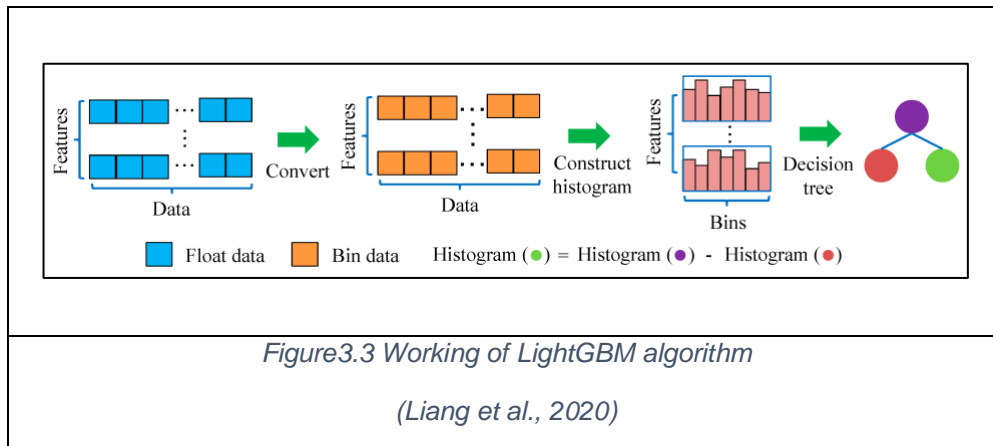 Features
Data
Convert
Features
Data
Construct
histogram
Features
Bins
Decision
tree
Float data
Bin data
Histogram ( ) = Histogram ( ) - Histogram ( )
Figure3.3 Working of LightGBM algorithm
(Liang et al., 2020)